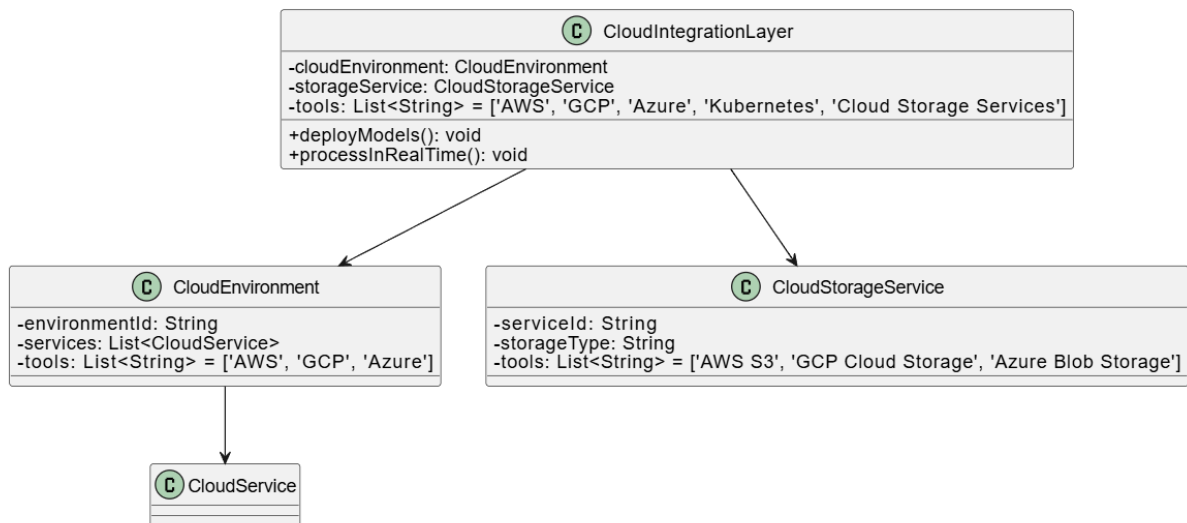 C CloudIntegrationLayer
-cloudEnvironment: CloudEnvironment
-storageService: CloudStorageService
-tools: List<String> = ['AWS', 'GCP', 'Azure', 'Kubernetes', 'Cloud Storage Services']
+deployModels(): void
+processInRealTime(): void
C CloudEnvironment
-environmentId: String
-services: List<CloudService>
-tools: List<String> = ['AWS', 'GCP', 'Azure']
C CloudStorageService
-serviceId: String
-storageType: String
-tools: List<String> = ['AWS S3', 'GCP Cloud Storage', 'Azure Blob Storage']
C CloudService